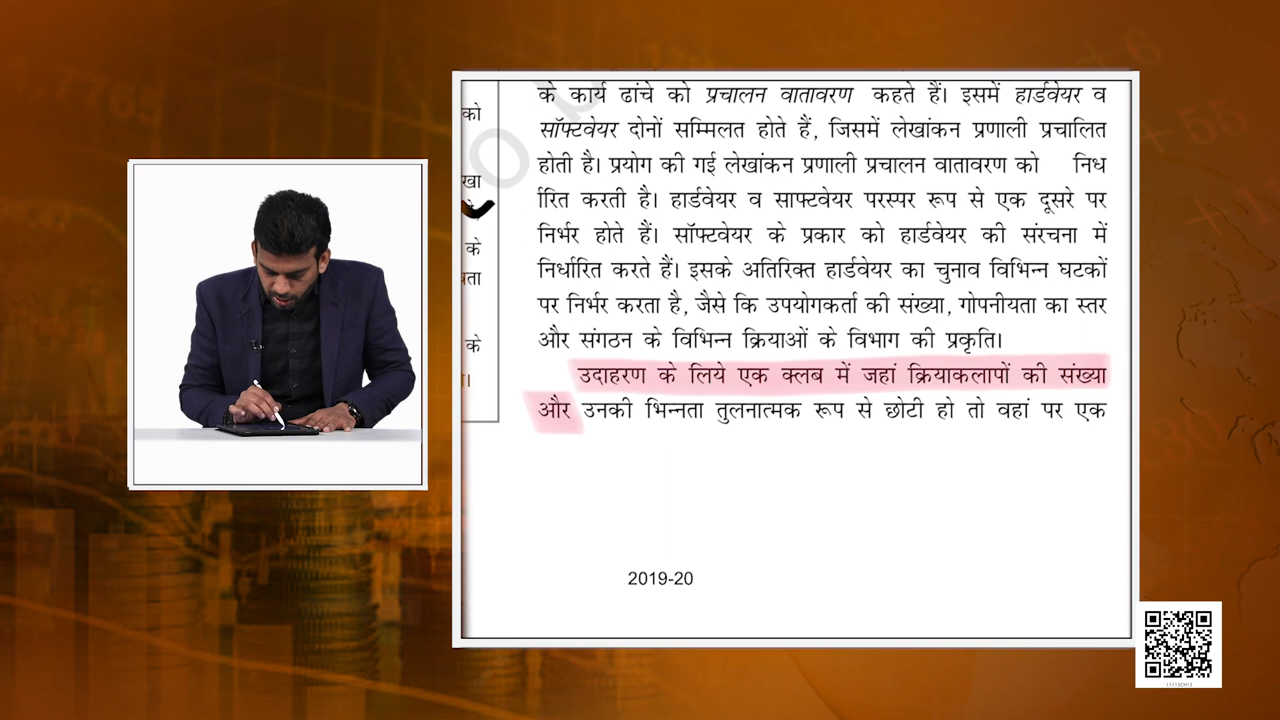 के कार्य ढांचे को प्रचालन वातावरण कहते हैं। इसमें हार्डवेयर व
सॉफ्टवेयर दोनों सम्मिलत होते हैं, जिसमें लेखांकन प्रणाली प्रचालित
होती है। प्रयोग की गई लेखांकन प्रणाली प्रचालन वातावरण को निध
र्ारित करती है। हार्डवेयर व साफ्टवेयर परस्पर रूप से एक दूसरे पर
निर्भर होते हैं। सॉफ्टवेयर के प्रकार को हार्डवेयर की संरचना में
निर्धारित करते हैं। इसके अतिरिक्त हार्डवेयर का चुनाव विभिन्न घटकों
पर निर्भर करता है, जैसे कि उपयोगकर्ता की संख्या, गोपनीयता का स्तर
और संगठन के विभिन्न क्रियाओं के विभाग की प्रकृति।
उदाहरण के लिये एक क्लब में जहां क्रियाकलापों की संख्या
और उनकी भिन्नता तुलनात्मक रूप से छोटी हो तो वहां पर एक
2019-20
को
खा
के
के